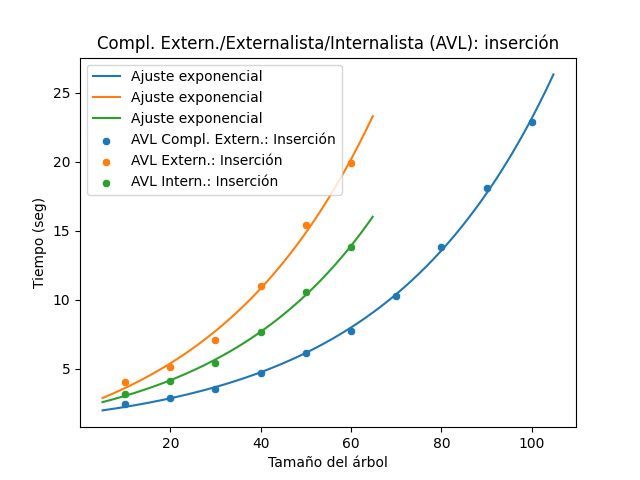 Compl. Extern./Externalista/Internalista (AVL): inserción
Ajuste exponencial
Ajuste exponencial
Ajuste exponencial
AVL Compl. Extern.: Inserción
AVL Extern.: Inserción
AVL Intern.: Inserción
25
20
15
10
5
Tiempo (seg)
20 40 60 80 100
Tamaño del árbol